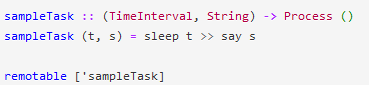 sampleTask :: (TimeInterval, String) -> Process ()
sampleTask (t, s) = sleep t >> say s
remotable ['sampleTask]